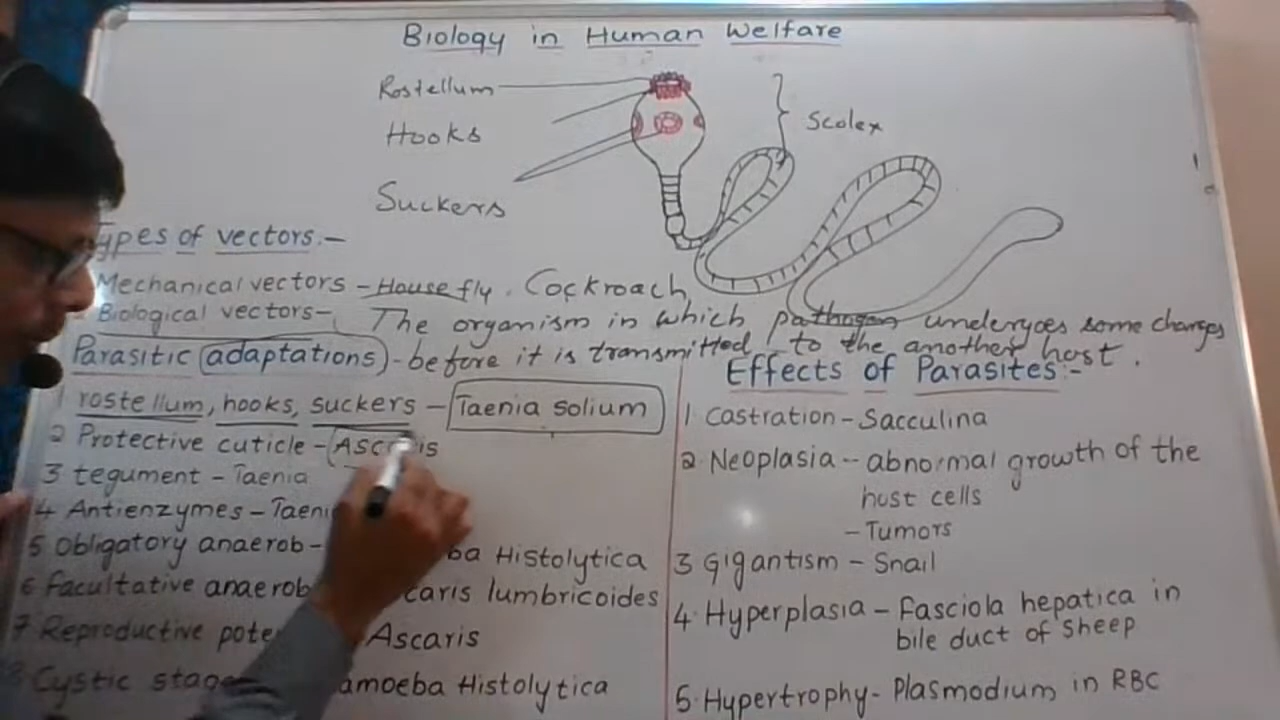 Biology in Human Welfare
Rostellum
Hooks
Suckers
Scolex
Types of vectors.-
Mechanical vectors - House fly. Cockroach
Biological vectors- The organism in which pathogen undergoes some changes
before it is transmitted to the another host.
Parasitic adaptations -
1 rostellum, hooks, suckers - Taenia solium
2 Protective cuticle - Ascaris
3 tegument - Taenia
4 Antienzymes - Taeni
5 Obligatory anaerob - ba Histolytica
6 Facultative anaerob caris lumbricoides
7 Reproductive pote Ascaris
8 Cystic stage amoeba Histolytica
Effects of Parasites:-
1 Castration - Sacculina
2 Neoplasia - abnormal growth of the
host cells
- Tumors
3 Gigantism - Snail
4 Hyperplasia - Fasciola hepatica in
bile duct of Sheep
5 Hypertrophy - Plasmodium in RBC